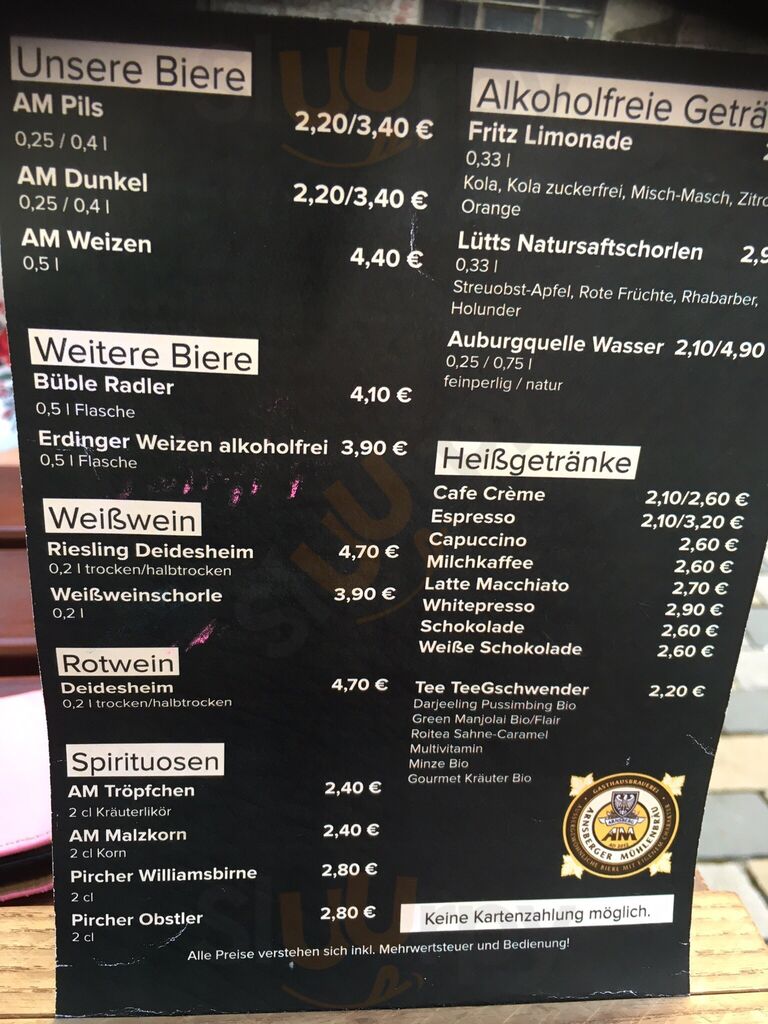 Unsere Biere
AM Pils
0,25 / 0,4 l
2,20/3,40 €
AM Dunkel
0,25 / 0,4 l
2,20/3,40 €
AM Weizen
0,5 l
4,40 €
Weitere Biere
Büble Radler
0,5 l Flasche
4,10 €
Erdinger Weizen alkoholfrei 3,90 €
0,5 l Flasche
Weißwein
Riesling Deidesheim 4,70 €
0,2 l trocken/halbtrocken
Weißweinschorle 3,90 €
0,2 l
Rotwein
Deidesheim 4,70 €
0,2 l trocken/halbtrocken
Spirituosen
AM Tröpfchen 2,40 €
2 cl Kräuterlikör
AM Malzkorn 2,40 €
2 cl Korn
Pircher Williamsbirne 2,80 €
2 cl
Pircher Obstler 2,80 €
2 cl
Alkoholfreie Geträ
Fritz Limonade
0,33 l
Kola, Kola zuckerfrei, Misch-Masch, Zitro
Orange
Lütts Natursaftschorlen 2,9
0,33 l
Streuobst-Apfel, Rote Früchte, Rhabarber,
Holunder
Auburgquelle Wasser 2,10/4,90
0,25 / 0,75 l
feinperlig / natur
Heißgetränke
Cafe Crème 2,10/2,60 €
Espresso 2,10/3,20 €
Capuccino 2,60 €
Milchkaffee 2,60 €
Latte Macchiato 2,70 €
Whitepresso 2,90 €
Schokolade 2,60 €
Weiße Schokolade 2,60 €
Tee TeeGschwender 2,20 €
Darjeeling Pussimbing Bio
Green Manjolai Bio/Flair
Roitea Sahne-Caramel
Multivitamin
Minze Bio
Gourmet Kräuter Bio
GASTHAUSBRAUEREI
ARNSBERGER MÜHLENBRÄU
AM
AUSSERGEWÖHNLICHE BIERE MIT EIGENEM CHARAKTER
Keine Kartenzahlung möglich.
Alle Preise verstehen sich inkl. Mehrwertsteuer und Bedienung!